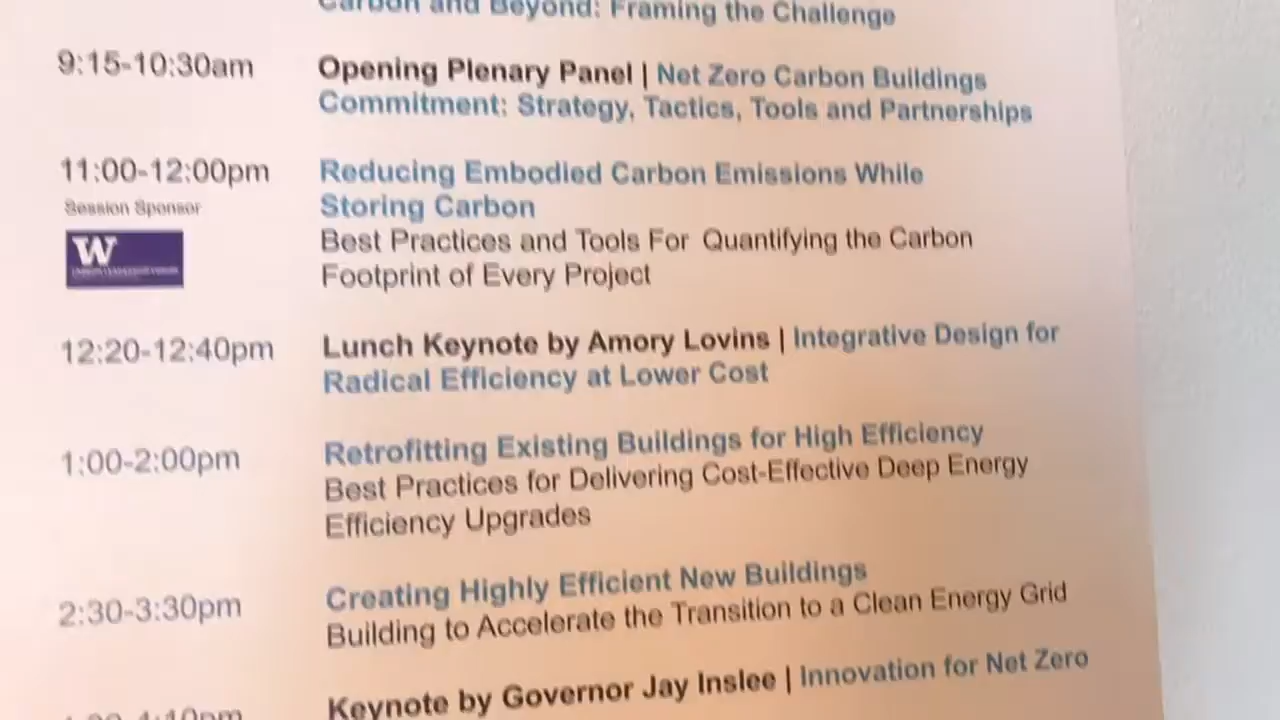 Carbon and Beyond: Framing the Challenge
9:15-10:30am
Opening Plenary Panel | Net Zero Carbon Buildings
Commitment: Strategy, Tactics, Tools and Partnerships
11:00-12:00pm
Session Sponsor
W
Reducing Embodied Carbon Emissions While
Storing Carbon
Best Practices and Tools For Quantifying the Carbon
Footprint of Every Project
12:20-12:40pm
Lunch Keynote by Amory Lovins | Integrative Design for
Radical Efficiency at Lower Cost
1:00-2:00pm
Retrofitting Existing Buildings for High Efficiency
Best Practices for Delivering Cost-Effective Deep Energy
Efficiency Upgrades
2:30-3:30pm
Creating Highly Efficient New Buildings
Building to Accelerate the Transition to a Clean Energy Grid
Keynote by Governor Jay Inslee | Innovation for Net Zero